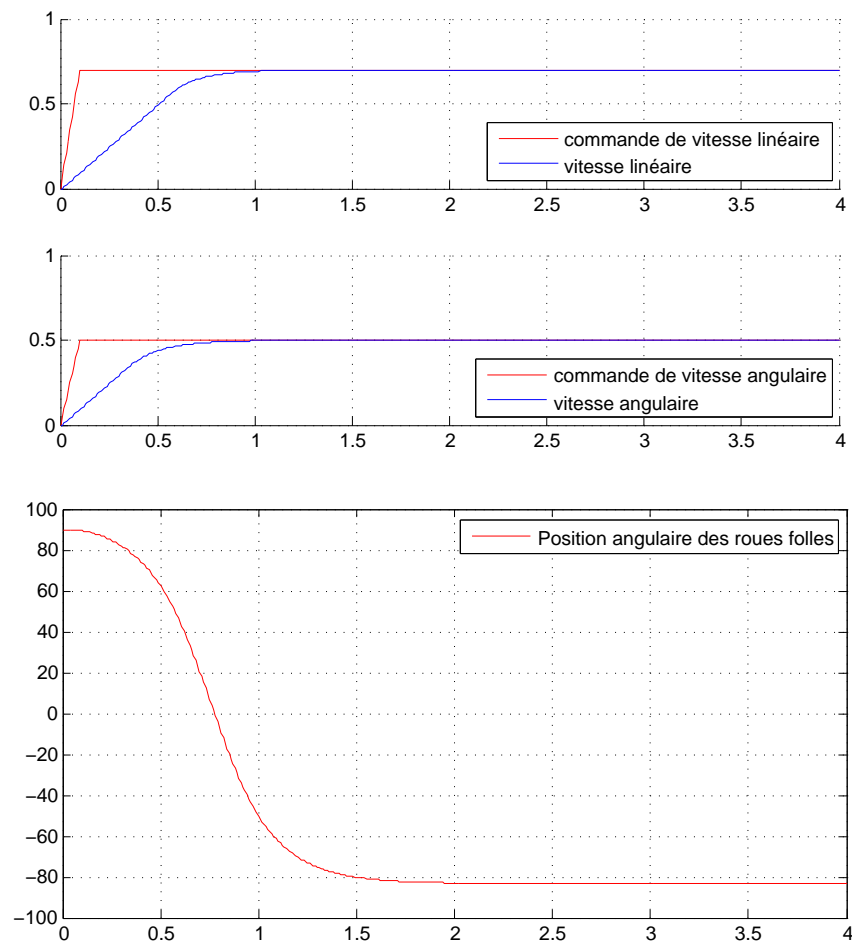 1
0.5
0
0 0.5 1 1.5 2 2.5 3 3.5 4
commande de vitesse linéaire
vitesse linéaire
1
0.5
0
0 0.5 1 1.5 2 2.5 3 3.5 4
commande de vitesse angulaire
vitesse angulaire
100
80
60
40
20
0
−20
−40
−60
−80
−100
0 0.5 1 1.5 2 2.5 3 3.5 4
Position angulaire des roues folles